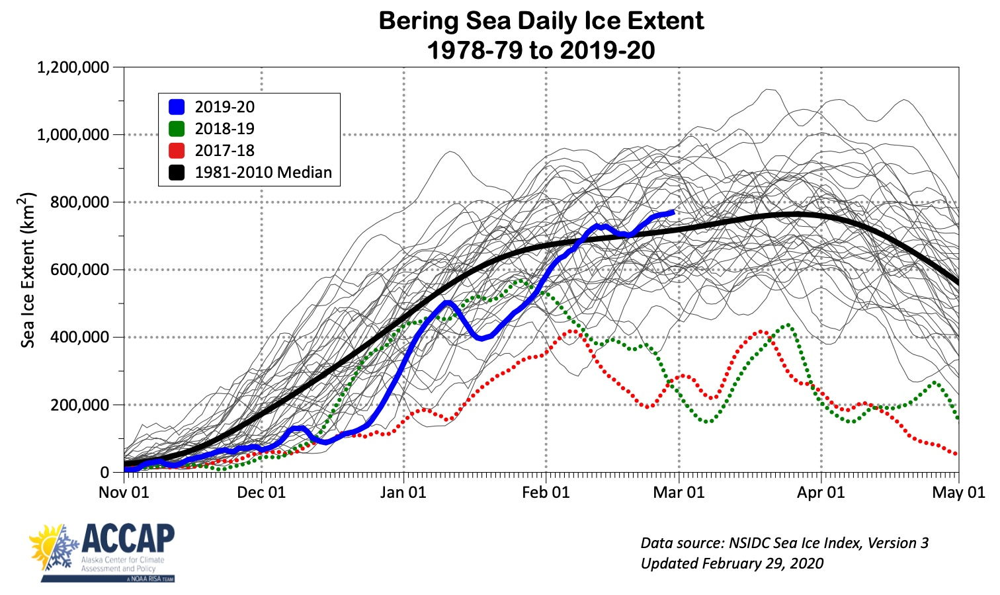 Bering Sea Daily Ice Extent
1978-79 to 2019-20
Sea Ice Extent (km²)
1,200,000
1,000,000
800,000
600,000
400,000
200,000
0
2019-20
2018-19
2017-18
1981-2010 Median
Nov 01
Dec 01
Jan 01
Feb 01
Mar 01
Apr 01
May 01
ACCAP
Alaska Center for Climate
Assessment and Policy
A NOAA RISA TEAM
Data source: NSIDC Sea Ice Index, Version 3
Updated February 29, 2020